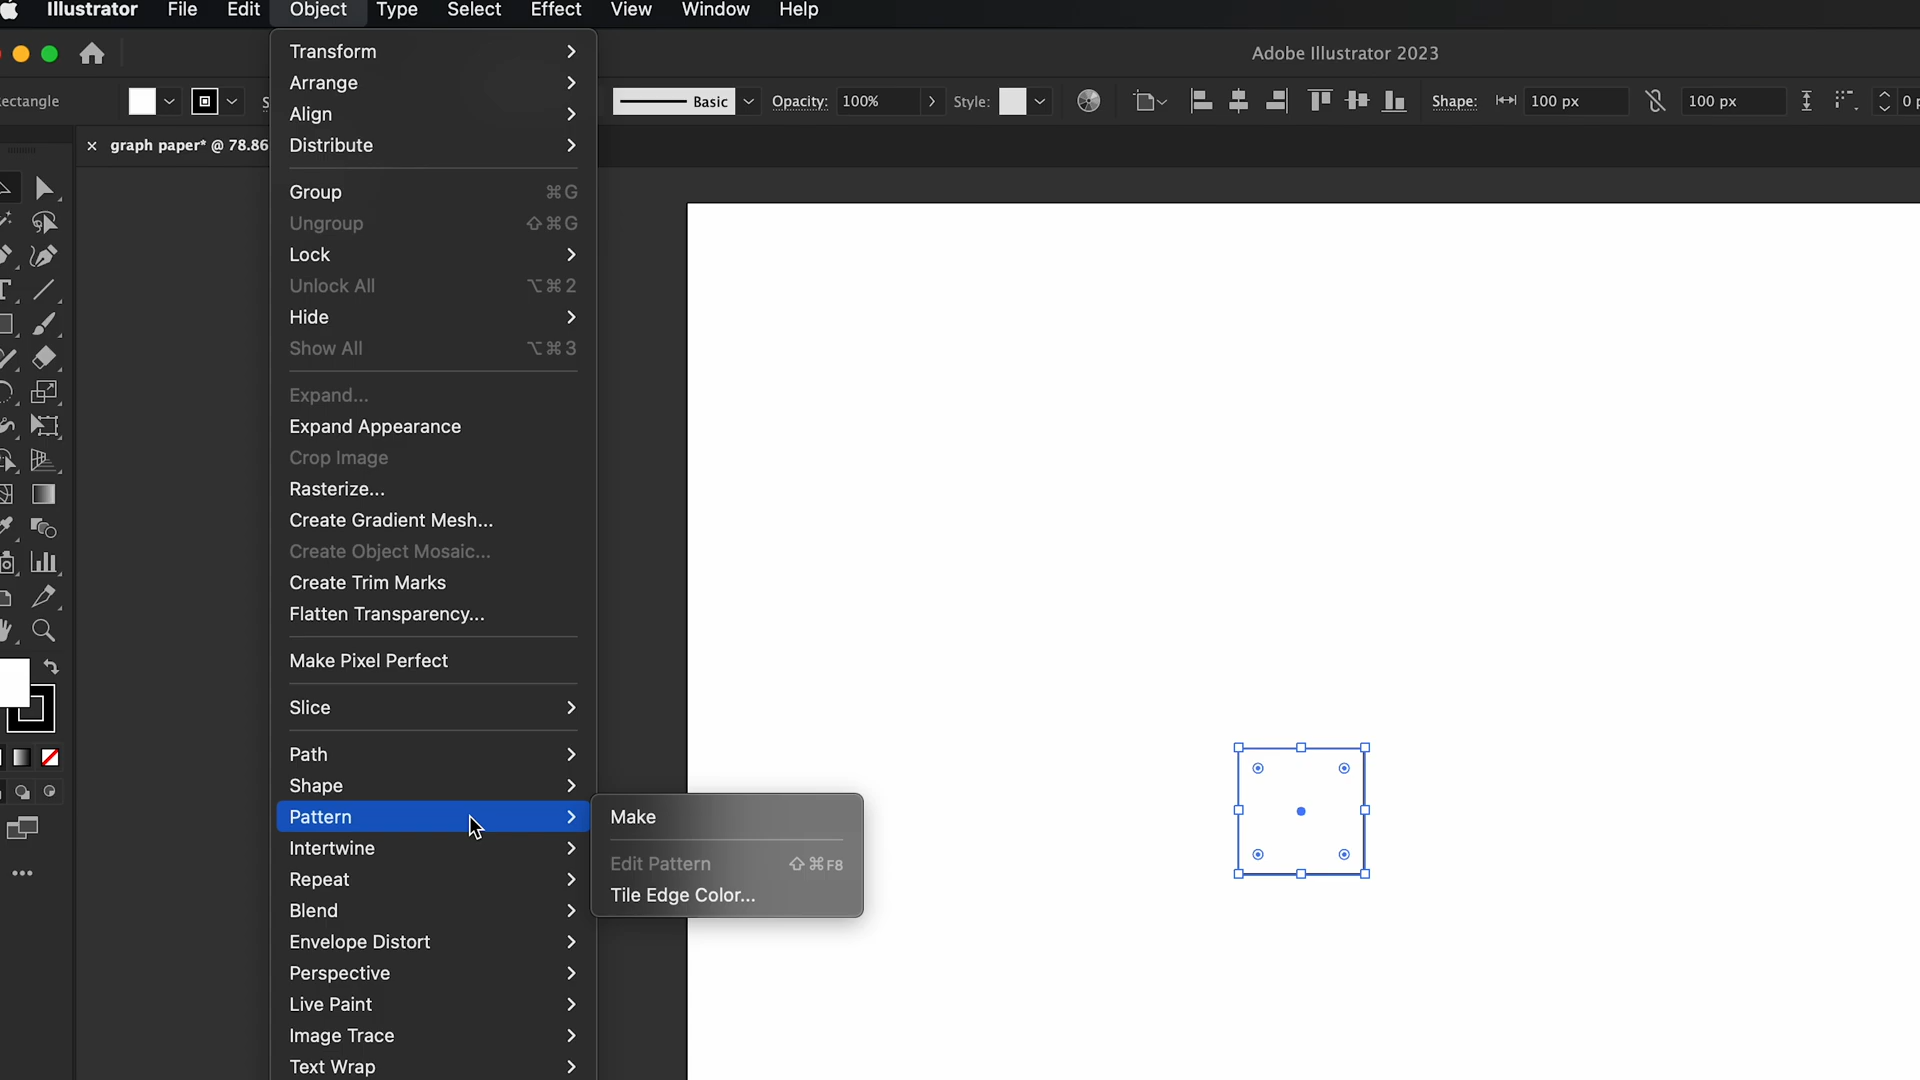 Illustrator File Edit Object Type Select Effect View Window Help
Adobe Illustrator 2023
Basic Opacity: 100% Style: Shape: 100 px 100 px
graph paper* @ 78.86
Transform
Arrange
Align
Distribute
Group ⌘G
Ungroup ⇧⌘G
Lock
Unlock All ⌥⌘2
Hide
Show All ⌥⌘3
Expand...
Expand Appearance
Crop Image
Rasterize...
Create Gradient Mesh...
Create Object Mosaic...
Create Trim Marks
Flatten Transparency...
Make Pixel Perfect
Slice
Path
Shape
Pattern
Make
Intertwine
Edit Pattern ⇧⌘F8
Repeat
Tile Edge Color...
Blend
Envelope Distort
Perspective
Live Paint
Image Trace
Text Wrap